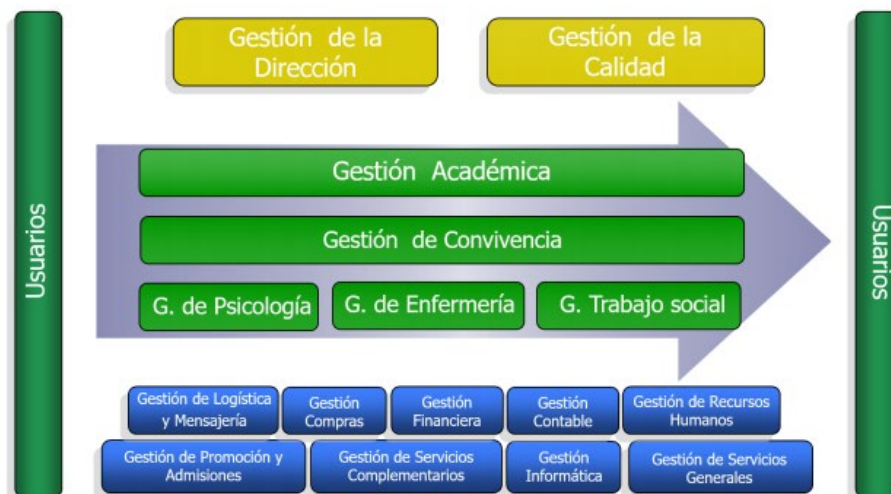 Usuarios
Gestión de la
Dirección
Gestión de la
Calidad
Gestión Académica
Gestión de Convivencia
G. de Psicología
G. de Enfermería
G. Trabajo social
Gestión de Logística
y Mensajería
Gestión
Compras
Gestión
Financiera
Gestión
Contable
Gestión de Recursos
Humanos
Gestión de Promoción y
Admisiones
Gestión de Servicios
Complementarios
Gestión
Informática
Gestión de Servicios
Generales
Usuarios